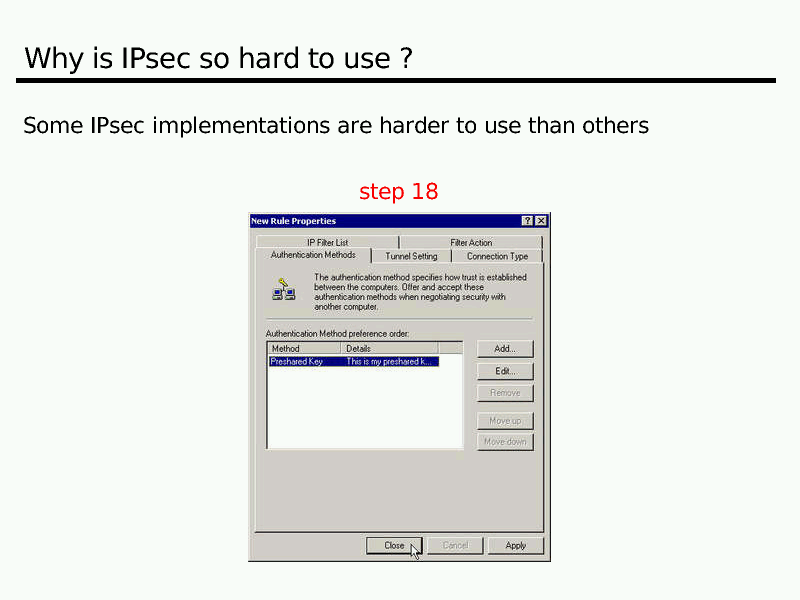 Why is IPsec so hard to use ?
Some IPsec implementations are harder to use than others
step 18
New Rule Properties
IP Filter List
Filter Action
Authentication Methods
Tunnel Setting
Connection Type
The authentication method specifies how trust is established
between the computers. Offer and accept these
authentication methods when negotiating security with
another computer.
Authentication Method preference order:
Method Details
Preshared Key This is my preshared k...
Add...
Edit...
Remove
Move up
Move down
Close Cancel Apply